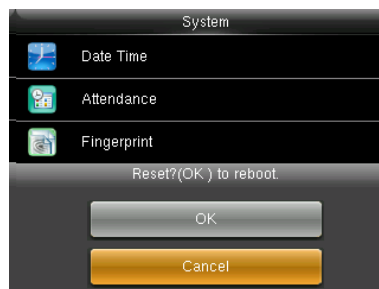 System
Date Time
Attendance
Fingerprint
Reset?(OK ) to reboot.
OK
Cancel